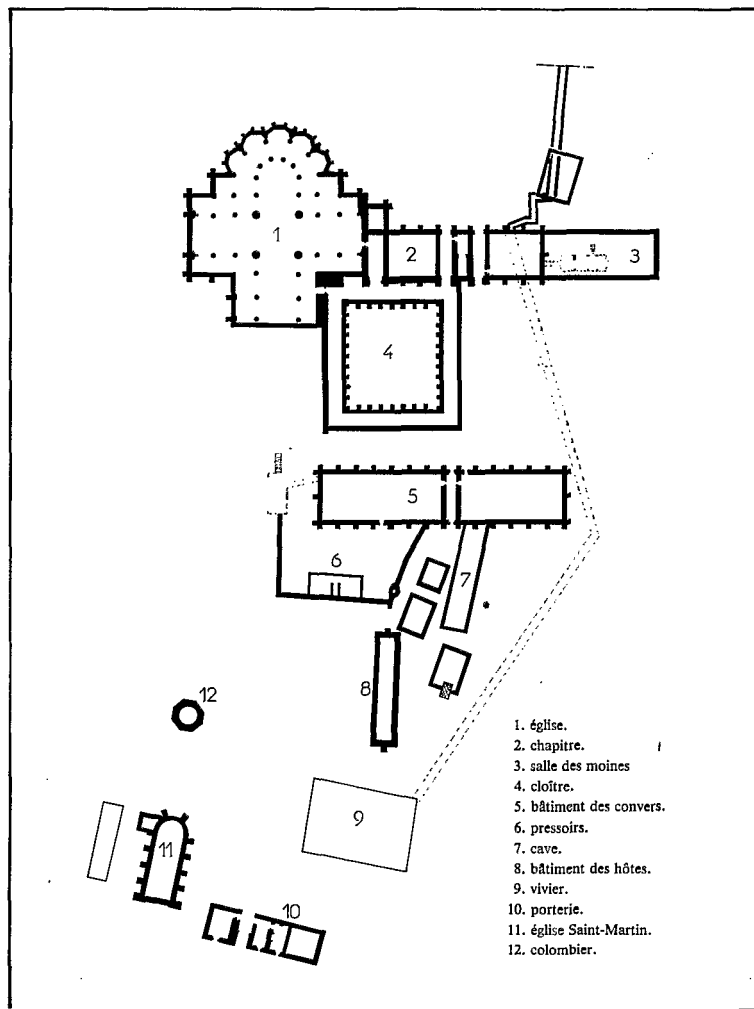 1
2
3
4
5
6
7
8
12
9
11
10
1. église.
2. chapitre.
3. salle des moines
4. cloître.
5. bâtiment des convers.
6. pressoirs.
7. cave.
8. bâtiment des hôtes.
9. vivier.
10. porterie.
11. église Saint-Martin.
12. colombier.